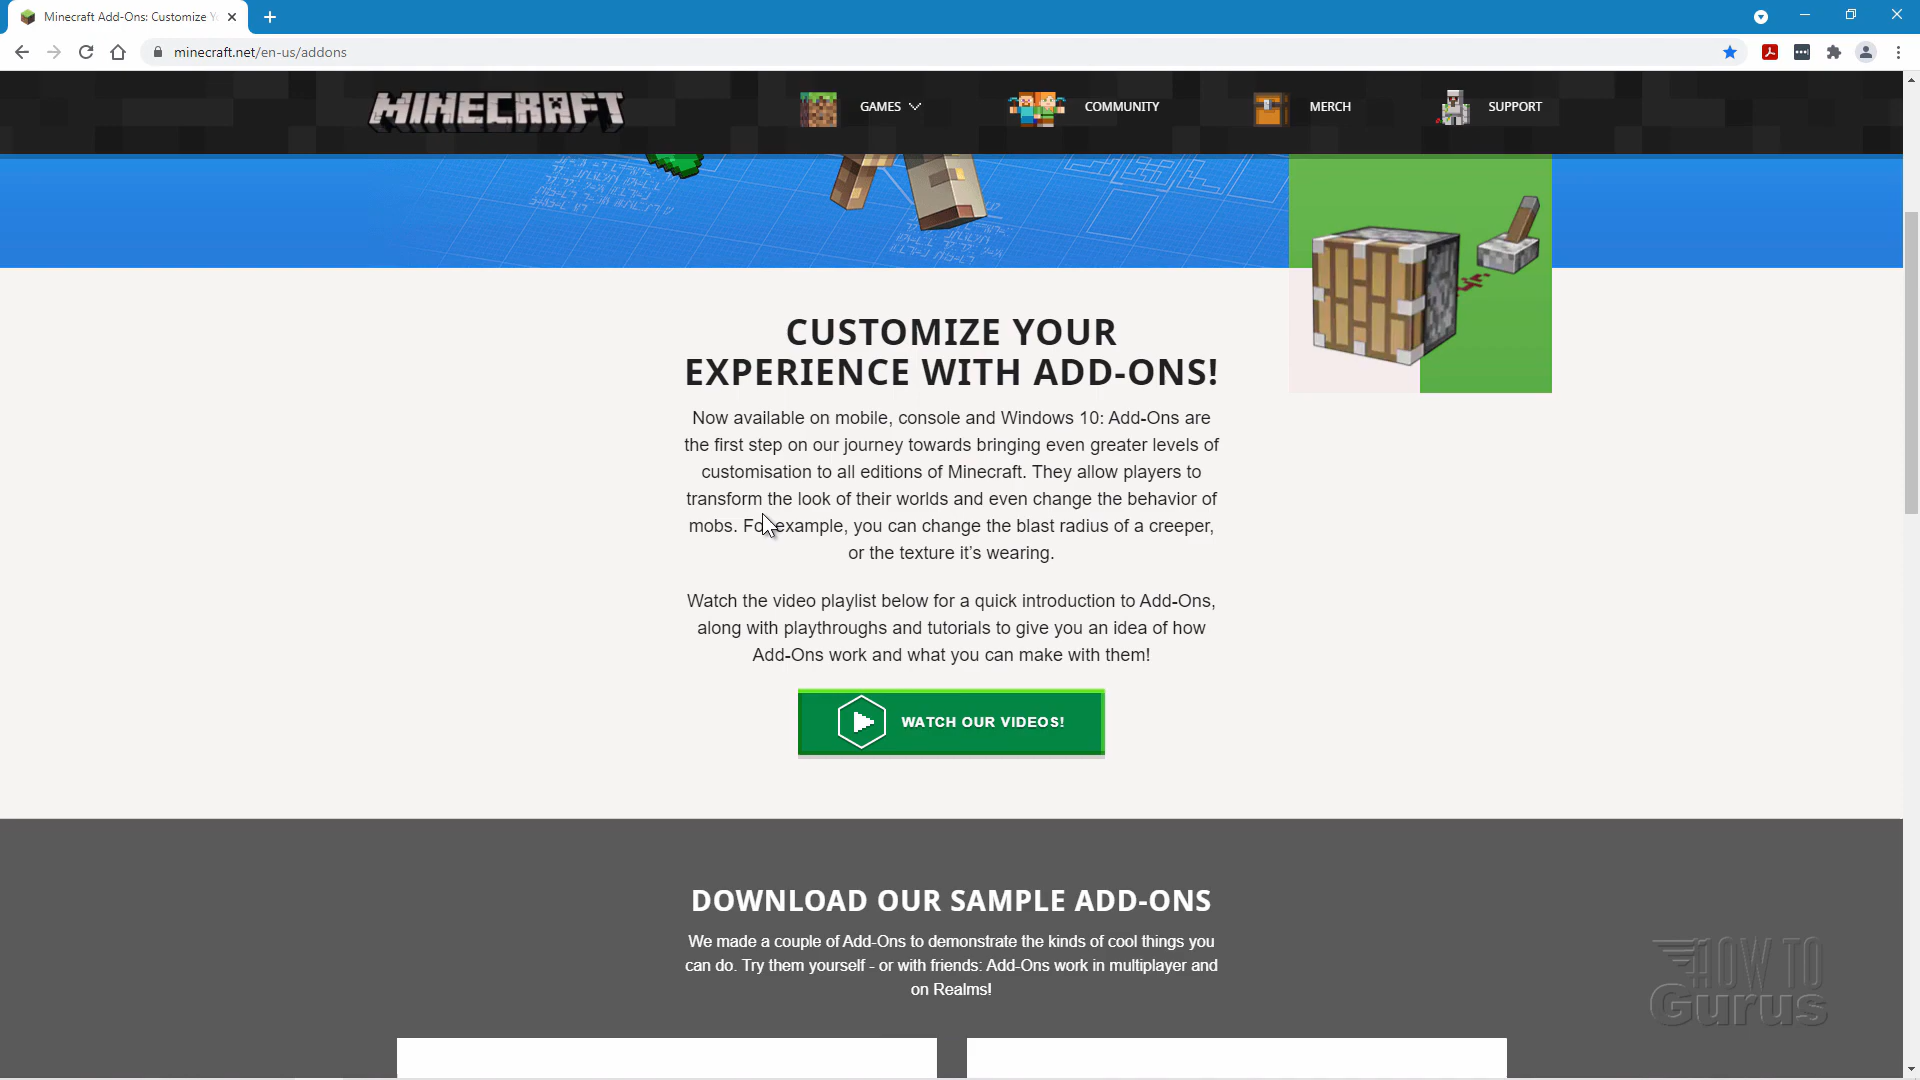 Minecraft Add-Ons: Customize Y
minecraft.net/en-us/addons
MINECRAFT
GAMES
COMMUNITY
MERCH
SUPPORT
CUSTOMIZE YOUR
EXPERIENCE WITH ADD-ONS!
Now available on mobile, console and Windows 10: Add-Ons are
the first step on our journey towards bringing even greater levels of
customisation to all editions of Minecraft. They allow players to
transform the look of their worlds and even change the behavior of
mobs. For example, you can change the blast radius of a creeper,
or the texture it's wearing.
Watch the video playlist below for a quick introduction to Add-Ons,
along with playthroughs and tutorials to give you an idea of how
Add-Ons work and what you can make with them!
WATCH OUR VIDEOS!
DOWNLOAD OUR SAMPLE ADD-ONS
We made a couple of Add-Ons to demonstrate the kinds of cool things you
can do. Try them yourself - or with friends: Add-Ons work in multiplayer and
on Realms!
HOW TO
Gurus